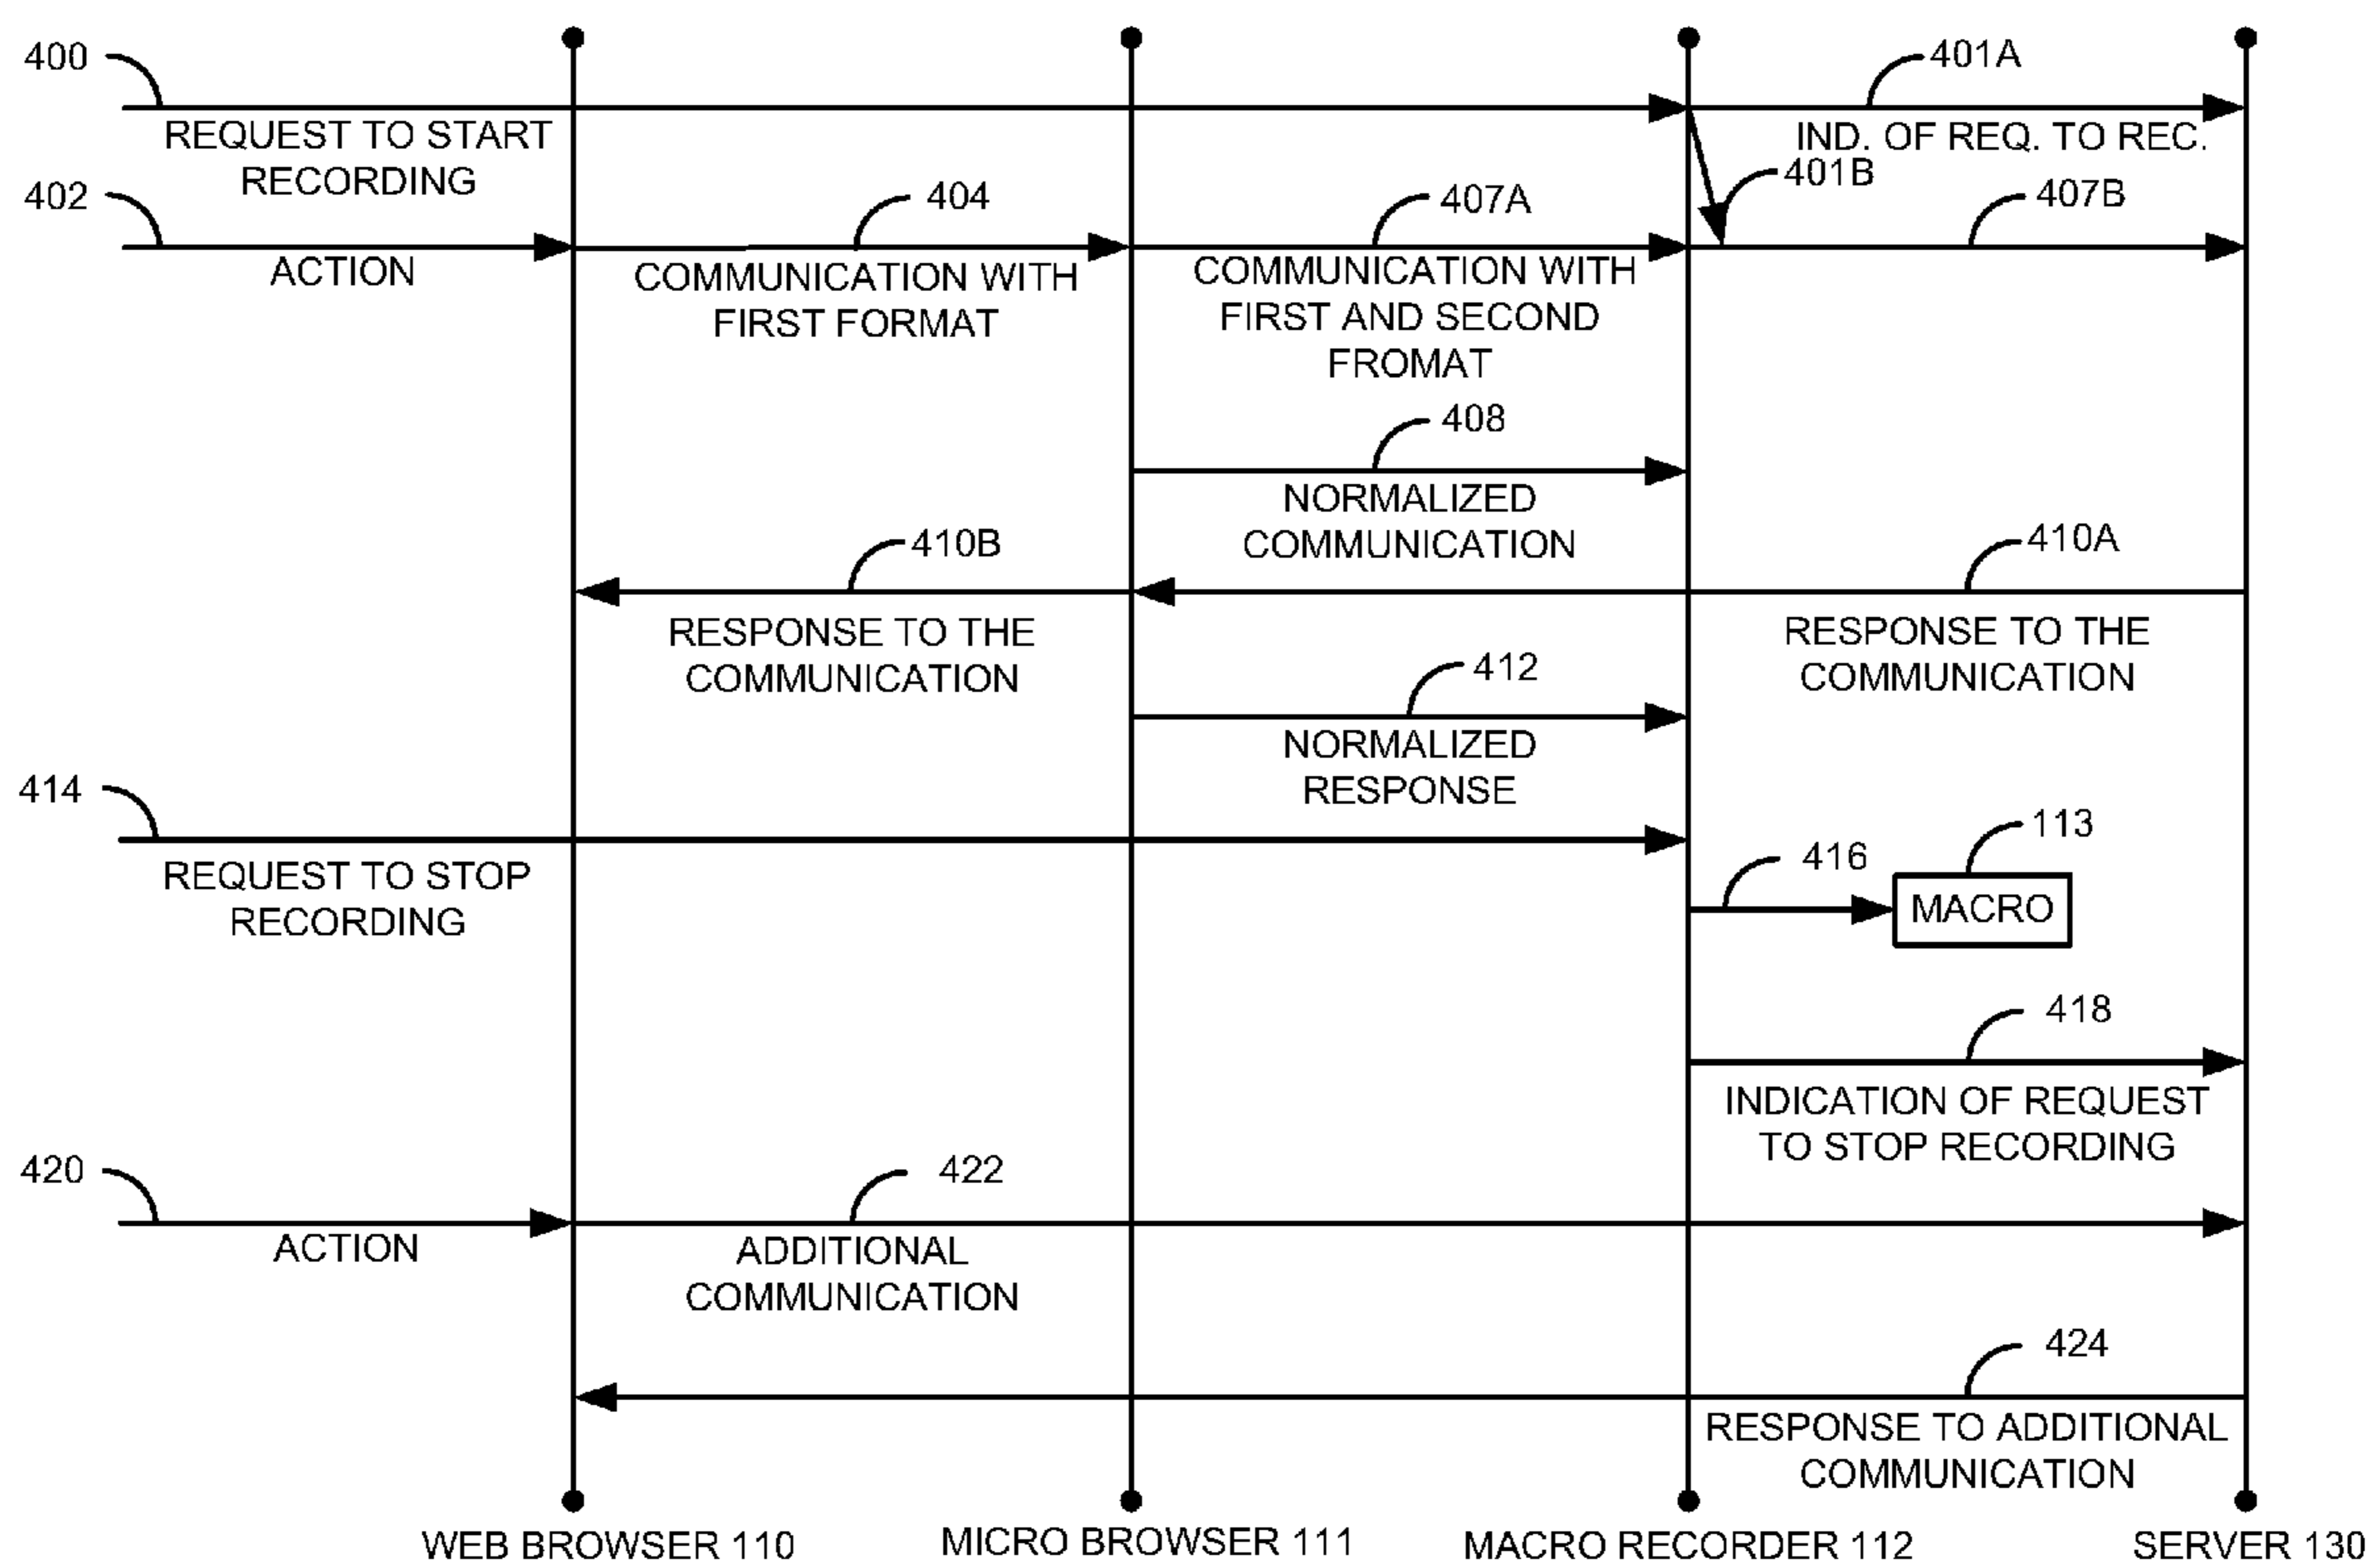 400
401A
REQUEST TO START
RECORDING
IND. OF REQ. TO REC.
401B
402
404
407A
407B
ACTION
COMMUNICATION WITH
FIRST FORMAT
COMMUNICATION WITH
FIRST AND SECOND
FROMAT
408
NORMALIZED
COMMUNICATION
410B
410A
RESPONSE TO THE
COMMUNICATION
RESPONSE TO THE
COMMUNICATION
412
NORMALIZED
RESPONSE
414
REQUEST TO STOP
RECORDING
416
113
MACRO
418
INDICATION OF REQUEST
TO STOP RECORDING
420
422
ACTION
ADDITIONAL
COMMUNICATION
424
RESPONSE TO ADDITIONAL
COMMUNICATION
WEB BROWSER 110
MICRO BROWSER 111
MACRO RECORDER 112
SERVER 130